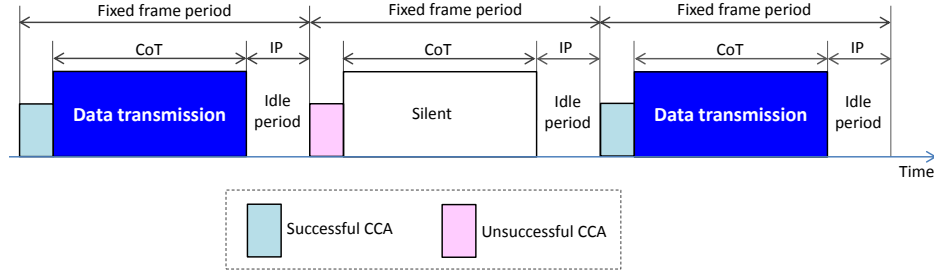 Fixed frame period Fixed frame period Fixed frame period
CoT IP CoT IP CoT IP
Data transmission
Idle
period
Silent
Idle
period
Data transmission
Idle
period
Time
Successful CCA
Unsuccessful CCA